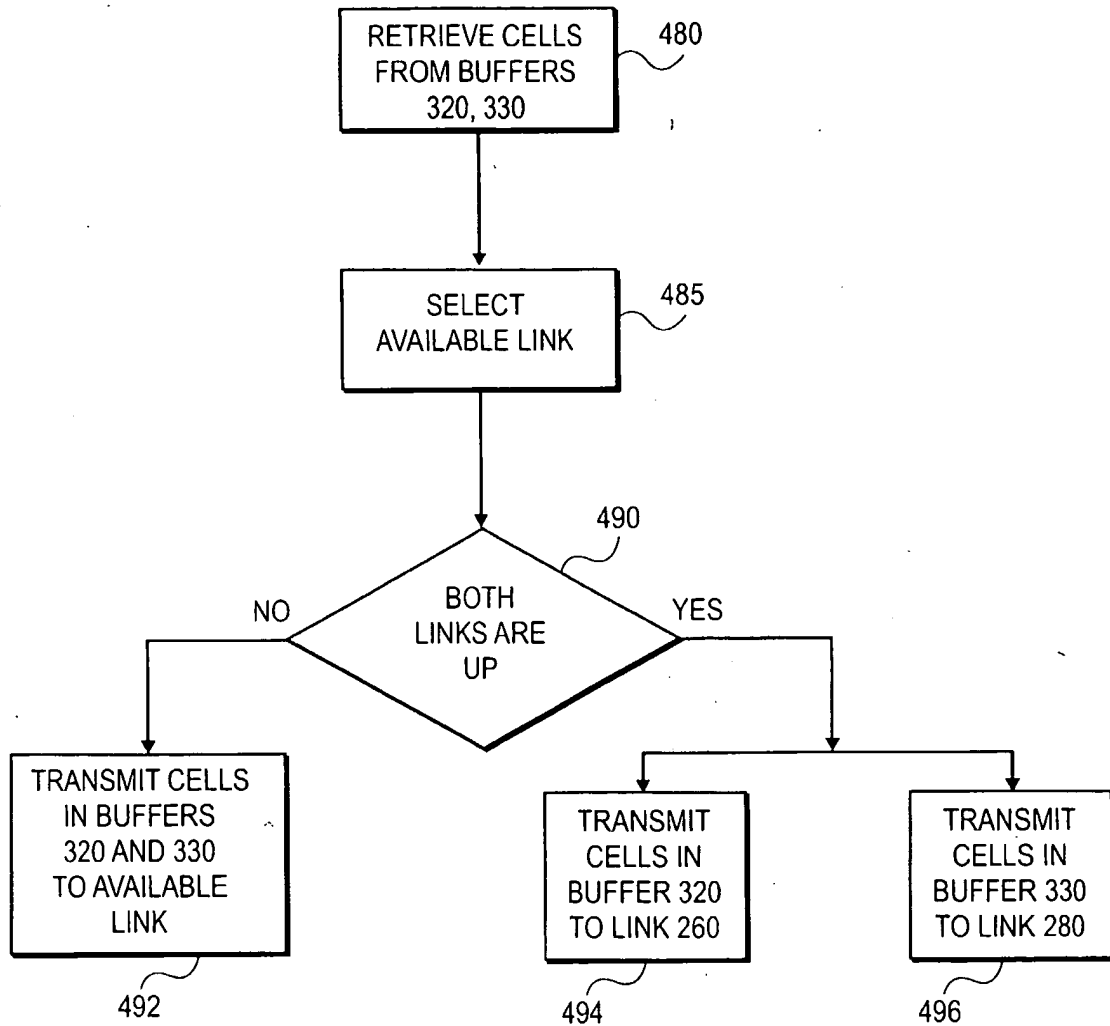 RETRIEVE CELLS
FROM BUFFERS
320, 330
480
SELECT
AVAILABLE LINK
485
490
BOTH
LINKS ARE
UP
NO
YES
TRANSMIT CELLS
IN BUFFERS
320 AND 330
TO AVAILABLE
LINK
492
TRANSMIT
CELLS IN
BUFFER 320
TO LINK 260
494
TRANSMIT
CELLS IN
BUFFER 330
TO LINK 280
496